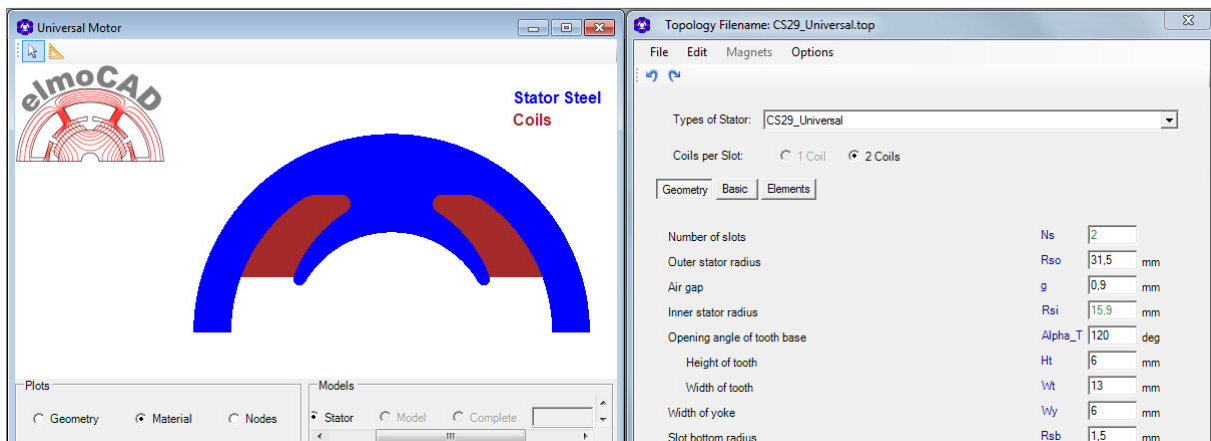 Universal Motor
elmoCAD
Stator Steel
Coils
Plots
Geometry
Material
Nodes
Models
Stator
Model
Complete
Topology Filename: CS29_Universal.top
File Edit Magnets Options
Types of Stator: CS29_Universal
Coils per Slot: 1 Coil 2 Coils
Geometry Basic Elements
Number of slots Ns 2
Outer stator radius Rso 31,5 mm
Air gap g 0,9 mm
Inner stator radius Rsi 15,9 mm
Opening angle of tooth base Alpha_T 120 deg
Height of tooth Ht 6 mm
Width of tooth Wt 13 mm
Width of yoke Wy 6 mm
Slot bottom radius Rsb 1,5 mm